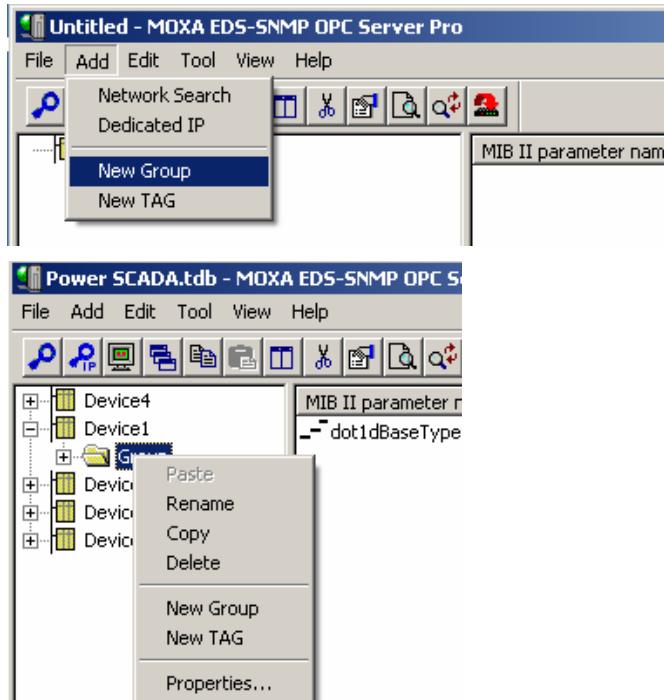 Untitled - MOXA EDS-SNMP OPC Server Pro
File Add Edit Tool View Help
Network Search
Dedicated IP
New Group
New TAG
MIB II parameter nam
Power SCADA.tdb - MOXA EDS-SNMP OPC S
File Add Edit Tool View Help
IP
Device4
MIB II parameter r
Device1
dot1dBaseType
Paste
Rename
Copy
Delete
New Group
New TAG
Properties...